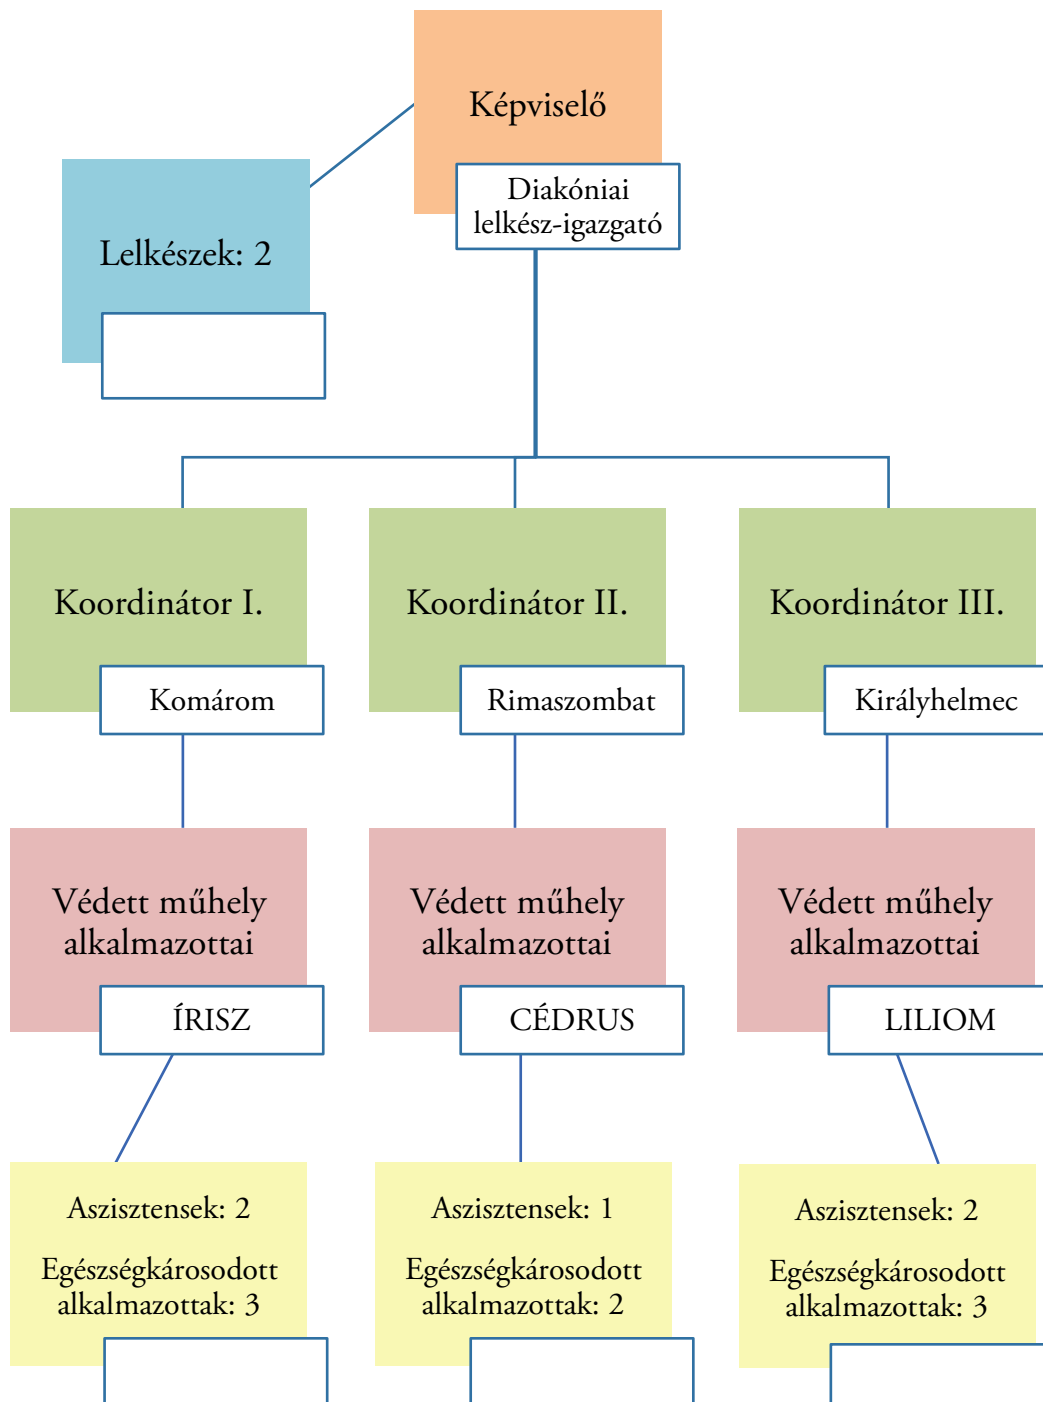 Képviselő
Diakóniai
lelkész-igazgató
Lelkészek: 2
Koordinátor I.
Komárom
Koordinátor II.
Rimaszombat
Koordinátor III.
Királyhelmec
Védett műhely
alkalmazottai
ÍRISZ
Védett műhely
alkalmazottai
CÉDRUS
Védett műhely
alkalmazottai
LILIOM
Aszisztensek: 2
Egészségkárosodott
alkalmazottak: 3
Aszisztensek: 1
Egészségkárosodott
alkalmazottak: 2
Aszisztensek: 2
Egészségkárosodott
alkalmazottak: 3